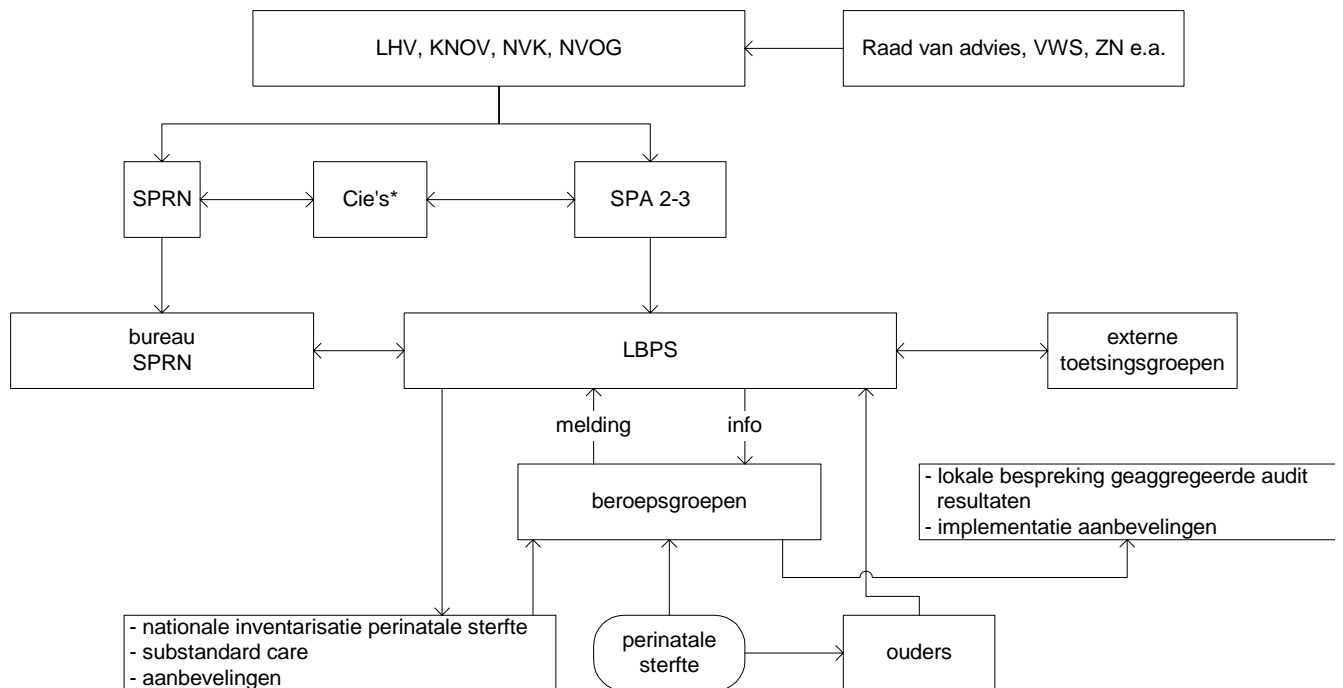 LHV, KNOV, NVK, NVOG
Raad van advies, VWS, ZN e.a.
SPRN
Cie's*
SPA 2-3
bureau
SPRN
LBPS
externe
toetsingsgroepen
melding
info
beroepsgroepen
- lokale bespreking geaggregeerde audit
resultaten
- implementatie aanbevelingen
- nationale inventarisatie perinatale sterfte
- substandard care
- aanbevelingen
perinatale
sterfte
ouders